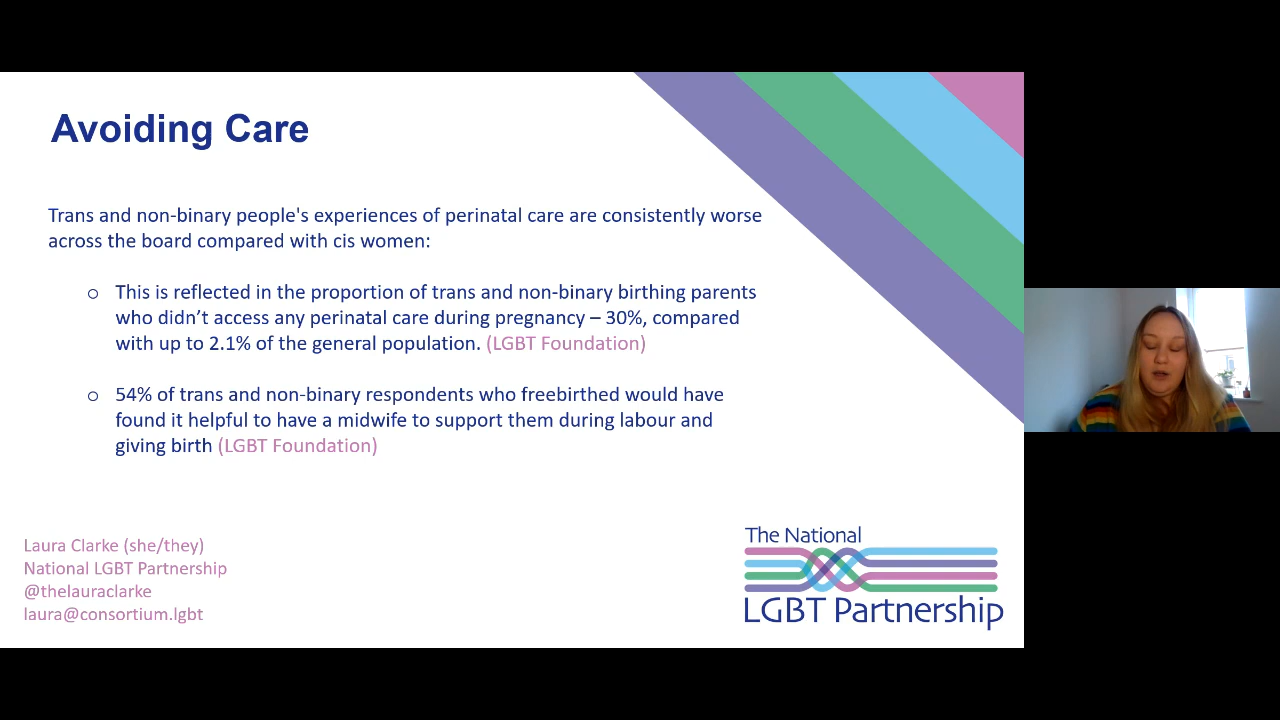 Avoiding Care
Trans and non-binary people's experiences of perinatal care are consistently worse
across the board compared with cis women:
o This is reflected in the proportion of trans and non-binary birthing parents
who didn’t access any perinatal care during pregnancy – 30%, compared
with up to 2.1% of the general population. (LGBT Foundation)
o 54% of trans and non-binary respondents who freebirthed would have
found it helpful to have a midwife to support them during labour and
giving birth (LGBT Foundation)
Laura Clarke (she/they)
National LGBT Partnership
@thelauraclarke
laura@consortium.lgbt
The National
LGBT Partnership